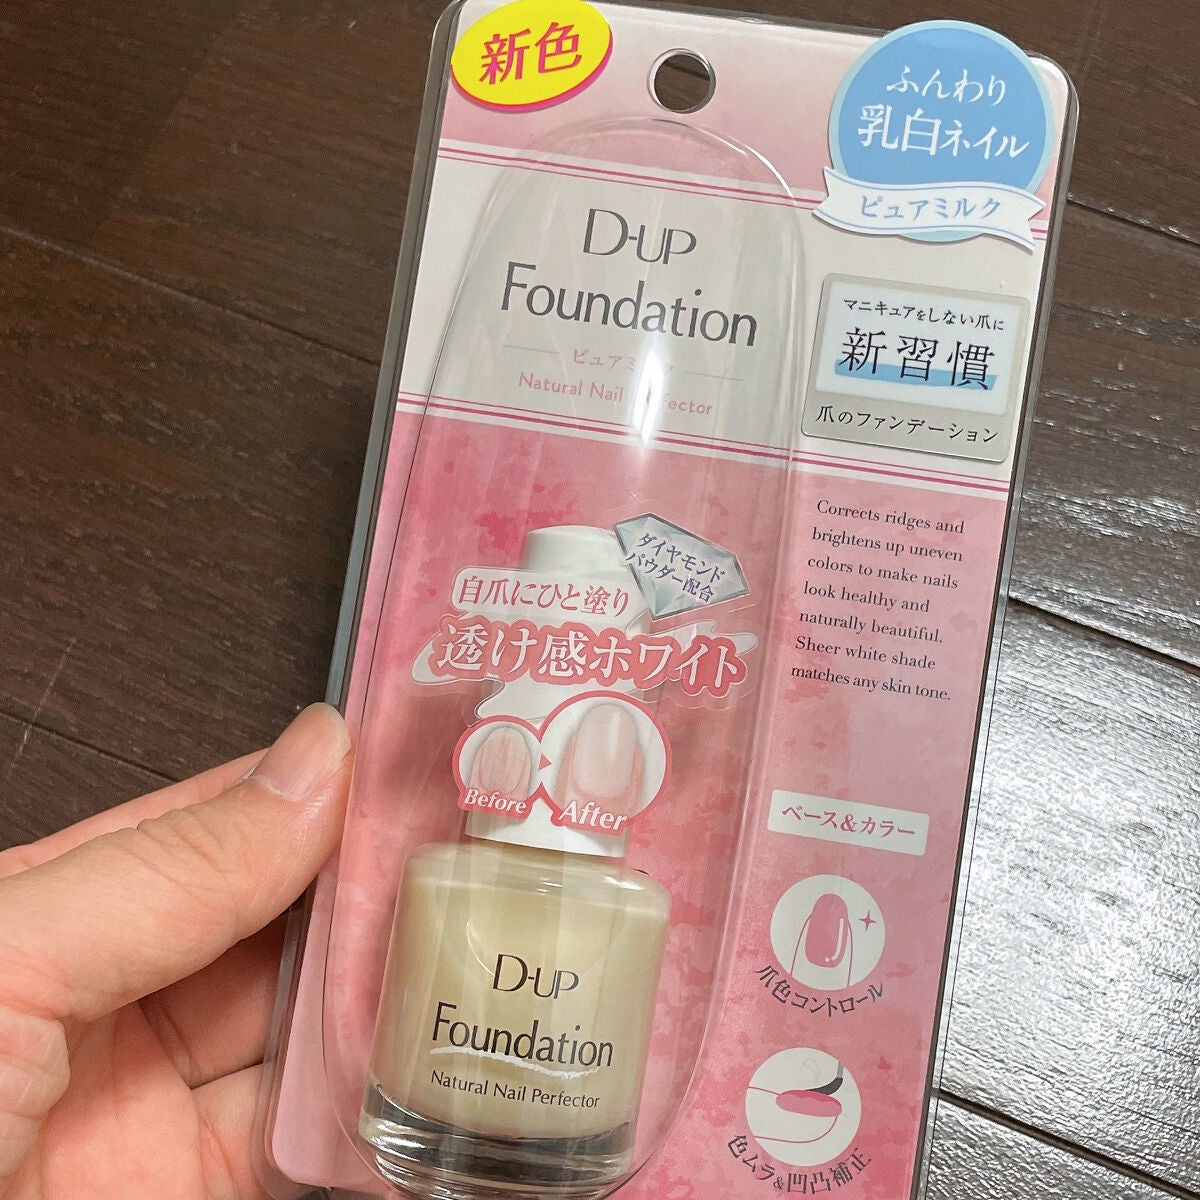 新色
ふんわり
乳白ネイル
ピュアミルク
D-UP
Foundation
ピュアミルク
Natural Nail Perfector
マニキュアをしない爪に
新習慣
爪のファンデーション
Corrects ridges and
brightens up uneven
colors to make nails
look healthy and
naturally beautiful.
Sheer white shade
matches any skin tone.
ダイヤモンド
パウダー配合
自爪にひと塗り
透け感ホワイト
Before
After
ベース&カラー
爪色コントロール
色ムラ&凹凸補正
D-UP
Foundation
Natural Nail Perfector